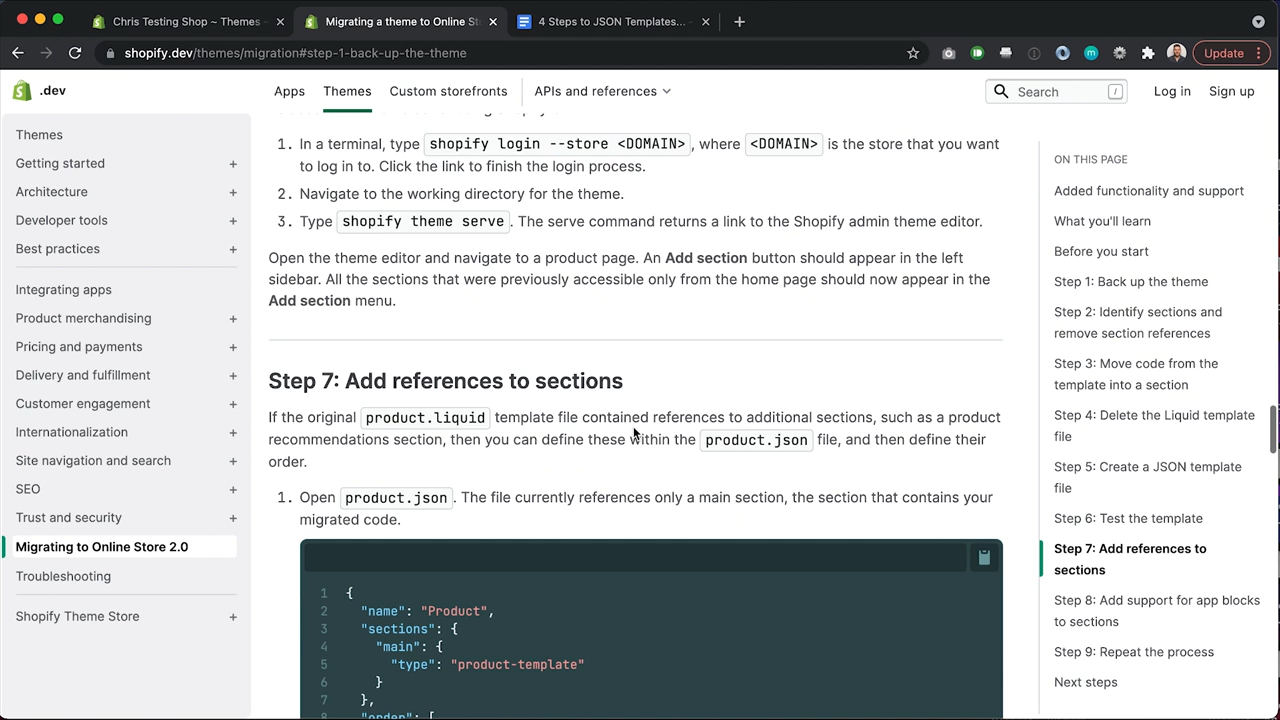 Chris Testing Shop ~ Themes
Migrating a theme to Online St
4 Steps to JSON Templates...
shopify.dev/themes/migration#step-1-back-up-the-theme
Update
.dev
Apps
Themes
Custom storefronts
APIs and references
Search
/
Log in
Sign up
Themes
Getting started
Architecture
Developer tools
Best practices
Integrating apps
Product merchandising
Pricing and payments
Delivery and fulfillment
Customer engagement
Internationalization
Site navigation and search
SEO
Trust and security
Migrating to Online Store 2.0
Troubleshooting
Shopify Theme Store
1. In a terminal, type shopify login --store <DOMAIN>, where <DOMAIN> is the store that you want
to log in to. Click the link to finish the login process.
2. Navigate to the working directory for the theme.
3. Type shopify theme serve. The serve command returns a link to the Shopify admin theme editor.
Open the theme editor and navigate to a product page. An Add section button should appear in the left
sidebar. All the sections that were previously accessible only from the home page should now appear in the
Add section menu.
Step 7: Add references to sections
If the original product.liquid template file contained references to additional sections, such as a product
recommendations section, then you can define these within the product.json file, and then define their
order.
1. Open product.json. The file currently references only a main section, the section that contains your
migrated code.
1 {
2 "name": "Product",
3 "sections": {
4 "main": {
5 "type": "product-template"
6 }
7 },
8 "order": [
ON THIS PAGE
Added functionality and support
What you'll learn
Before you start
Step 1: Back up the theme
Step 2: Identify sections and
remove section references
Step 3: Move code from the
template into a section
Step 4: Delete the Liquid template
file
Step 5: Create a JSON template
file
Step 6: Test the template
Step 7: Add references to
sections
Step 8: Add support for app blocks
to sections
Step 9: Repeat the process
Next steps